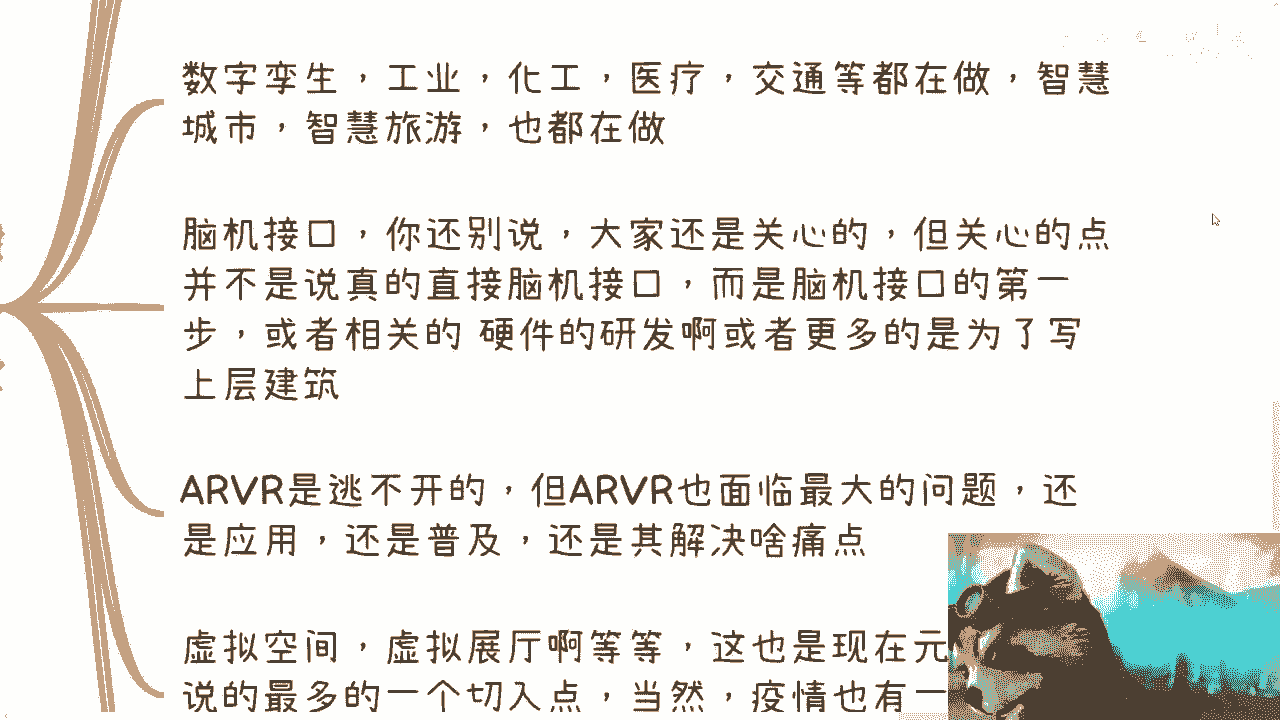 数字孪生，工业，化工，医疗，交通等都在做，智慧
城市，智慧旅游，也都在做
脑机接口，你还别说，大家还是关心的，但关心的点
并不是说真的直接脑机接口，而是脑机接口的第一
步，或者相关的 硬件的研发啊或者更多的是为了写
上层建筑
ARVR是逃不开的，但ARVR也面临最大的问题，还
是应用，还是普及，还是其解决啥痛点
虚拟空间，虚拟展厅啊等等，这也是现在元
说的最多的一个切入点，当然，疫情也有一